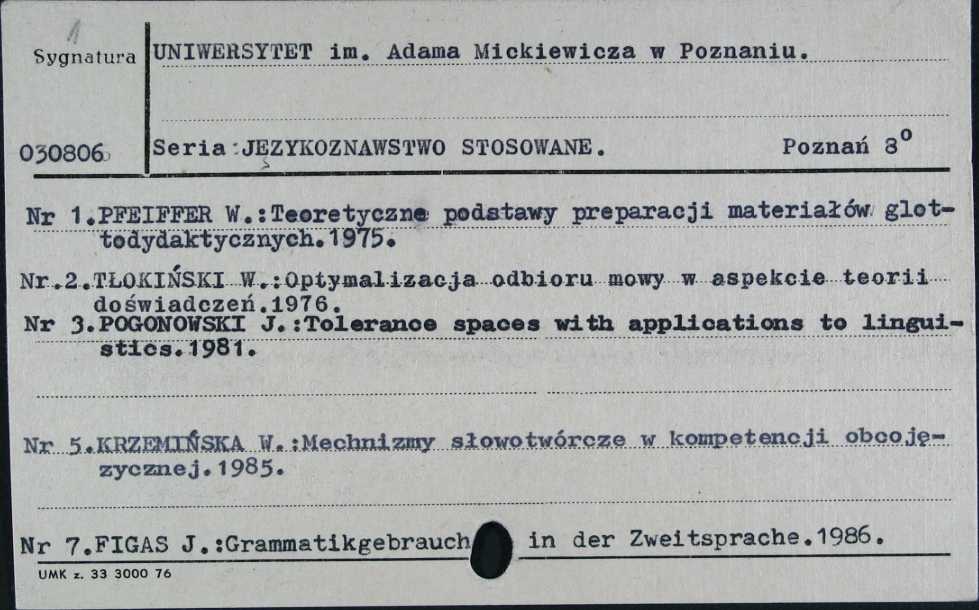 1
Sygnatura
UNIWERSYTET im. Adama Mickiewicza w Poznaniu.
030806
Seria:JĘZYKOZNAWSTWO STOSOWANE. Poznań 8°
Nr 1.PFEIFFER W.:Teoretyczne podstawy preparacji materiałów glot-
todydaktycznych.1975.
Nr.2.TŁOKIŃSKI W.:Optymalizacja odbioru mowy w aspekcie teorii
doświadczeń.1976.
Nr 3.POGONOWSKI J.:Tolerance spaces with applications to lingui-
stics.1981.
Nr 5.KRZEMIŃSKA W.:Mechnizmy słowotwórcze w kompetencji obcoję-
zycznej.1985.
Nr 7.FIGAS J.:Grammatikgebrauch in der Zweitsprache.1986.
UMK z. 33 3000 76